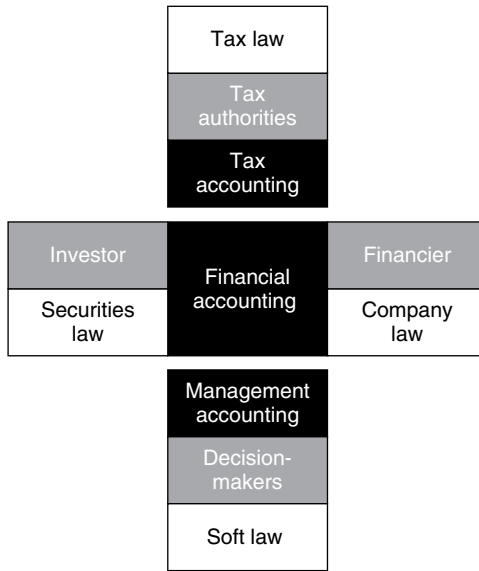 Tax law
Tax
authorities
Tax
accounting
Investor
Securities
law
Financial
accounting
Financier
Company
law
Management
accounting
Decision-
makers
Soft law